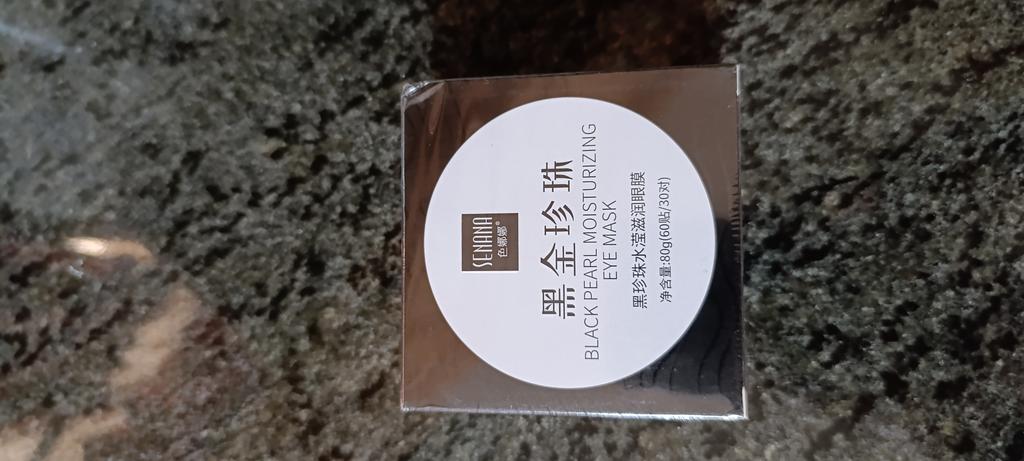 SENANA
色娜娜®
黑金珍珠
BLACK PEARL MOISTURIZING
EYE MASK
黑珍珠水滢滋润眼膜
净含量:80g(60贴/30对)